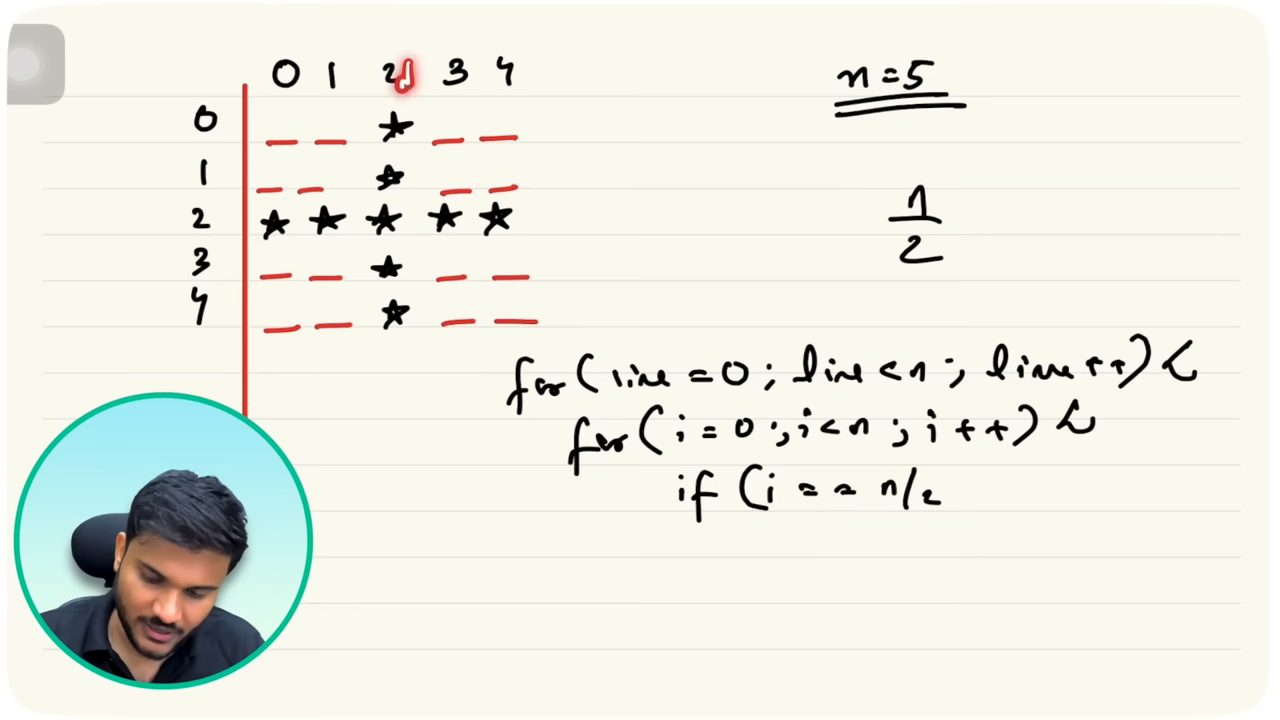 0 1 2 3 4
0 ★
1 ★
2 ★ ★ ★ ★ ★
3 ★
4 ★
n=5
n
2
for(line=0; line<n; line++){
for(i=0;i<n;i++){
if(i==n/2